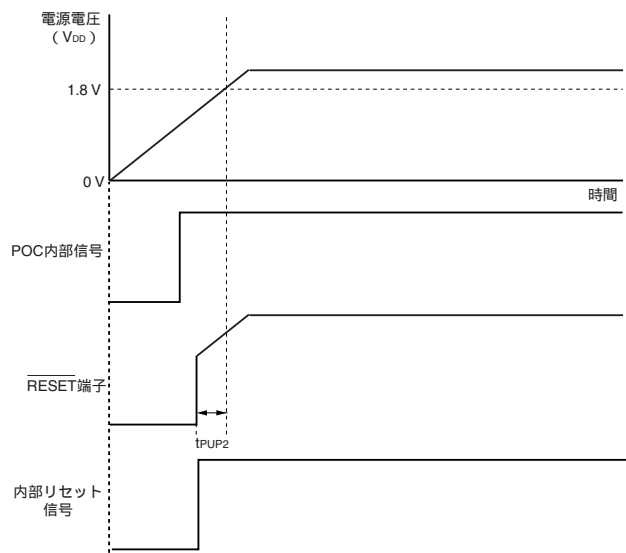 電源電圧
（VDD）
1.8 V
0 V
時間
POC内部信号
RESET端子
tPUP2
内部リセット
信号